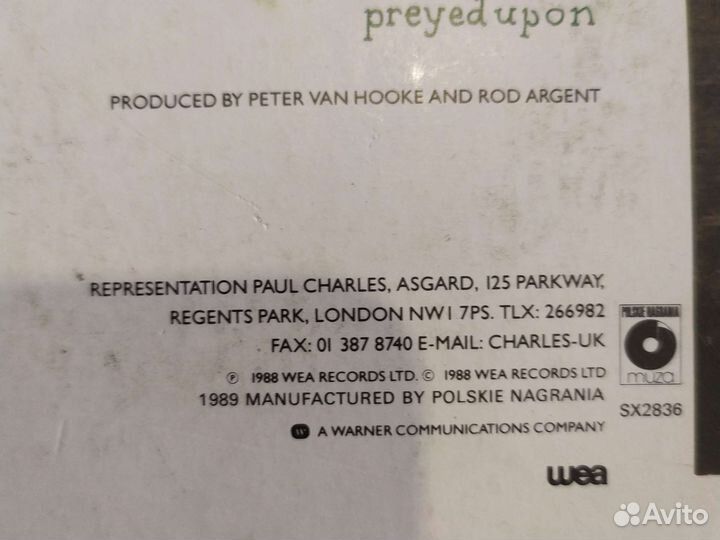 preyed upon
PRODUCED BY PETER VAN HOOKE AND ROD ARGENT
REPRESENTATION PAUL CHARLES, ASGARD, 125 PARKWAY,
REGENTS PARK, LONDON NW1 7PS. TLX: 266982
FAX: 01 387 8740 E-MAIL: CHARLES-UK
℗ 1988 WEA RECORDS LTD. © 1988 WEA RECORDS LTD
1989 MANUFACTURED BY POLSKIE NAGRANIA
A WARNER COMMUNICATIONS COMPANY
POLSKIE NAGRANIA
muza
SX2836
wea
Avito